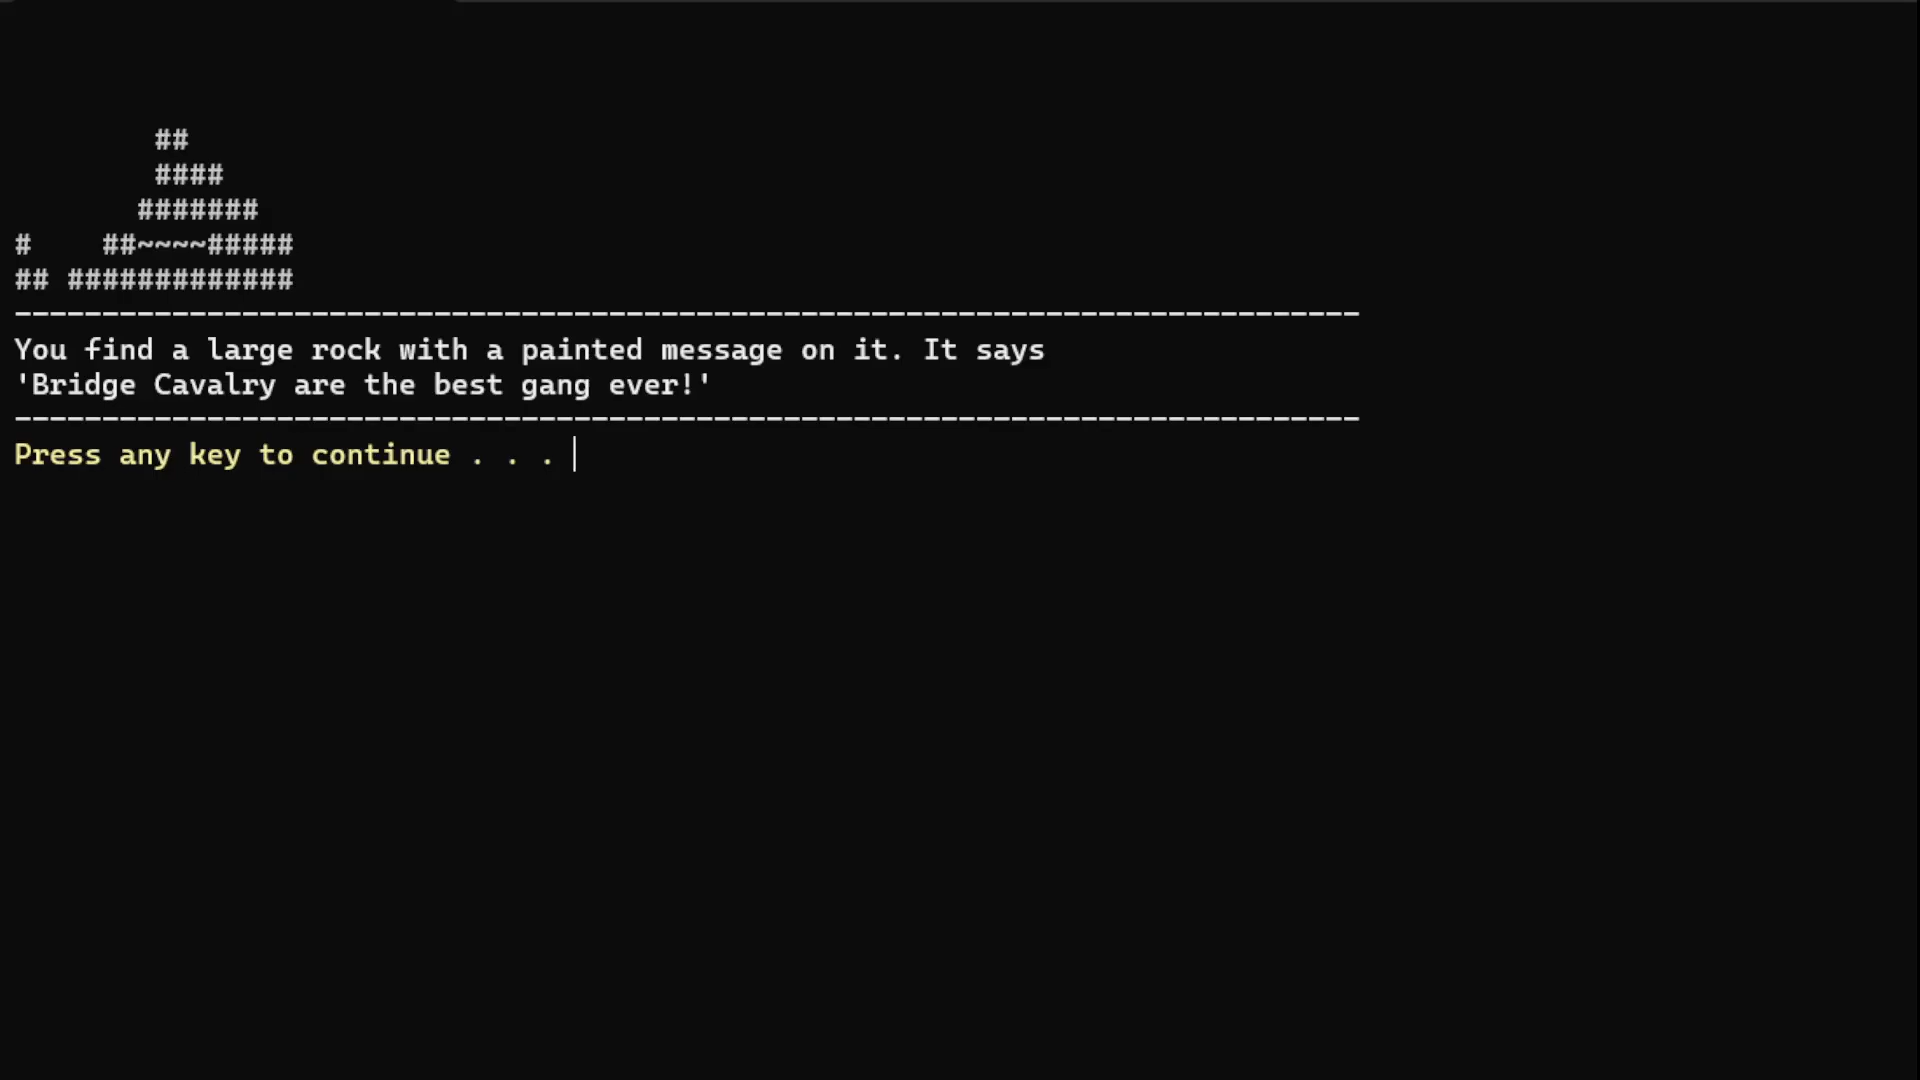 ##
        ####
       #######
#    ##~~~~#####
## #############
-----------------------------------------------------------------------------
You find a large rock with a painted message on it. It says
'Bridge Cavalry are the best gang ever!'
-----------------------------------------------------------------------------
Press any key to continue . . .